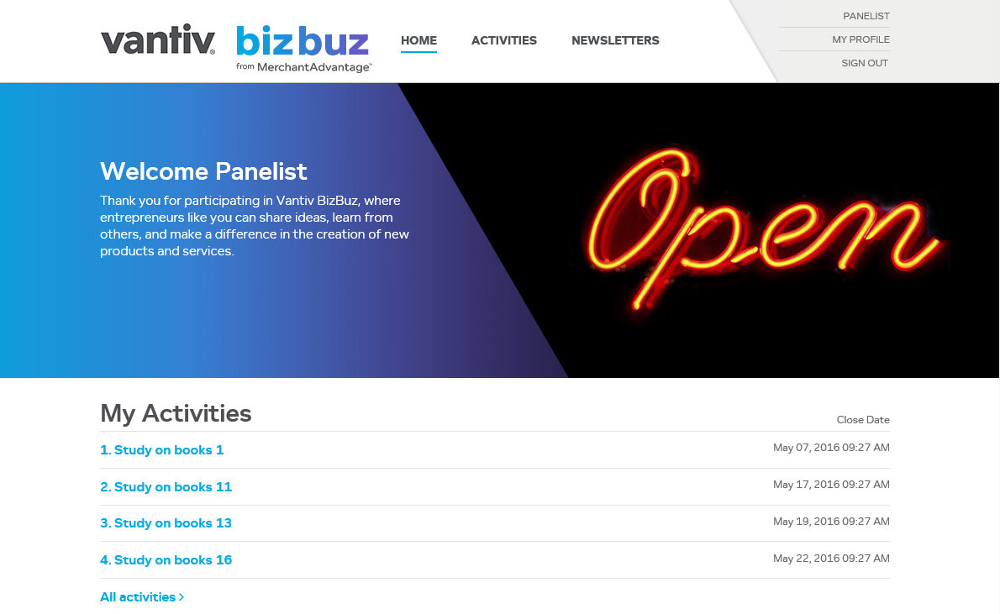 vantiv®
bizbuz
from MerchantAdvantage™
HOME
ACTIVITIES
NEWSLETTERS
PANELIST
MY PROFILE
SIGN OUT
Welcome Panelist
Thank you for participating in Vantiv BizBuz, where
entrepreneurs like you can share ideas, learn from
others, and make a difference in the creation of new
products and services.
Open
My Activities
Close Date
1. Study on books 1
May 07, 2016 09:27 AM
2. Study on books 11
May 17, 2016 09:27 AM
3. Study on books 13
May 19, 2016 09:27 AM
4. Study on books 16
May 22, 2016 09:27 AM
All activities >